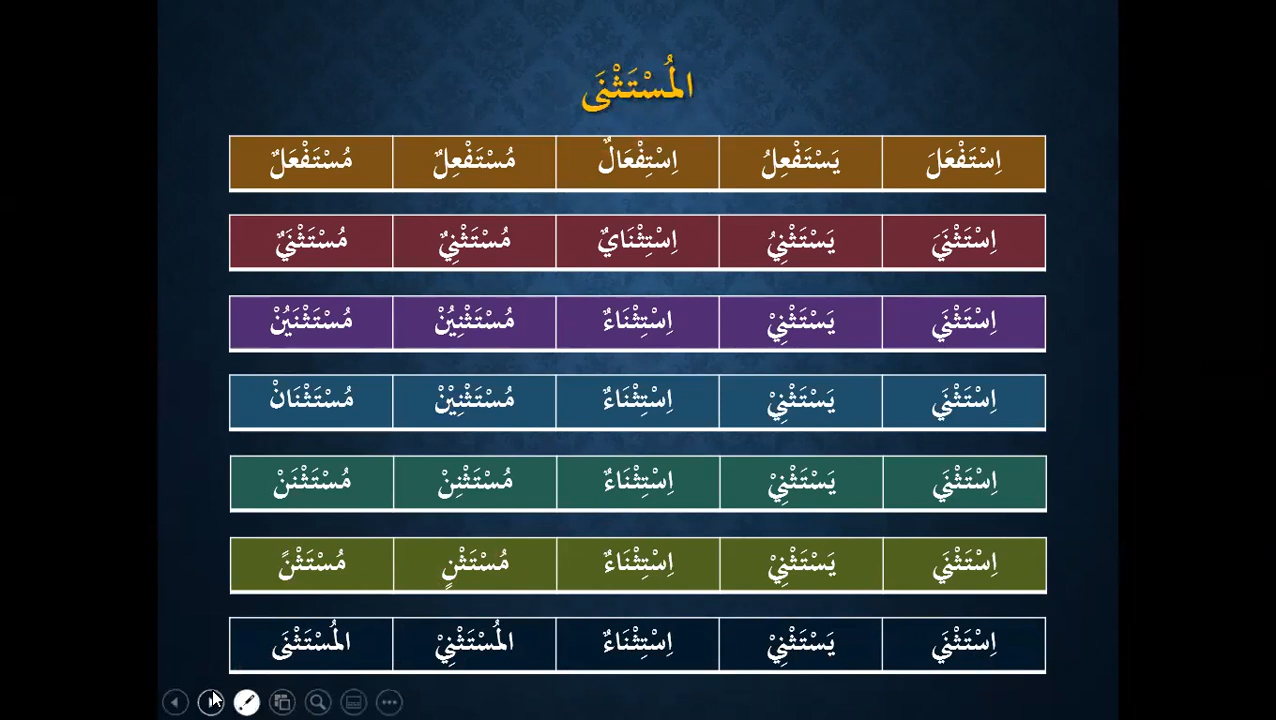 المُسْتَثْنَى
اِسْتَفْعَلَ يَسْتَفْعِلُ اِسْتِفْعَالٌ مُسْتَفْعِلٌ مُسْتَفْعَلٌ
اِسْتَثْنَيَ يَسْتَثْنِيُ اِسْتِثْنَايٌ مُسْتَثْنِيٌ مُسْتَثْنَيٌ
اِسْتَثْنَي يَسْتَثْنِيْ اِسْتِثْنَاءٌ مُسْتَثْنِيُنْ مُسْتَثْنَيُنْ
اِسْتَثْنَي يَسْتَثْنِيْ اِسْتِثْنَاءٌ مُسْتَثْنِيْنْ مُسْتَثْنَانْ
اِسْتَثْنَي يَسْتَثْنِيْ اِسْتِثْنَاءٌ مُسْتَثْنِنْ مُسْتَثْنَنْ
اِسْتَثْنَي يَسْتَثْنِيْ اِسْتِثْنَاءٌ مُسْتَثْنٍ مُسْتَثْنً
اِسْتَثْنَي يَسْتَثْنِيْ اِسْتِثْنَاءٌ المُسْتَثْنِيْ المُسْتَثْنَى